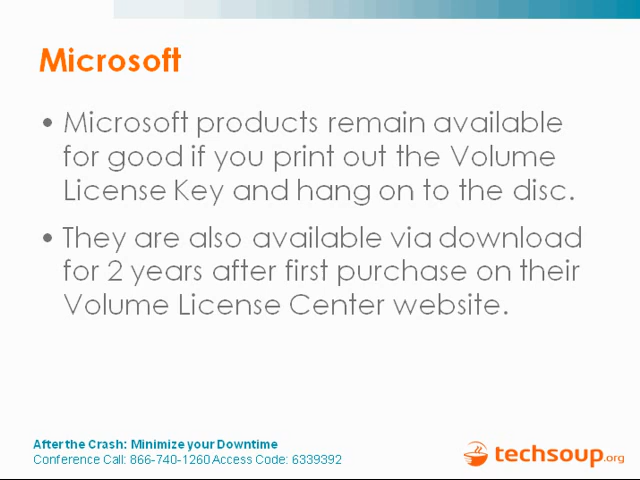 Microsoft
• Microsoft products remain available
for good if you print out the Volume
License Key and hang on to the disc.
• They are also available via download
for 2 years after first purchase on their
Volume License Center website.
After the Crash: Minimize your Downtime
Conference Call: 866-740-1260 Access Code: 6339392
techsoup.org